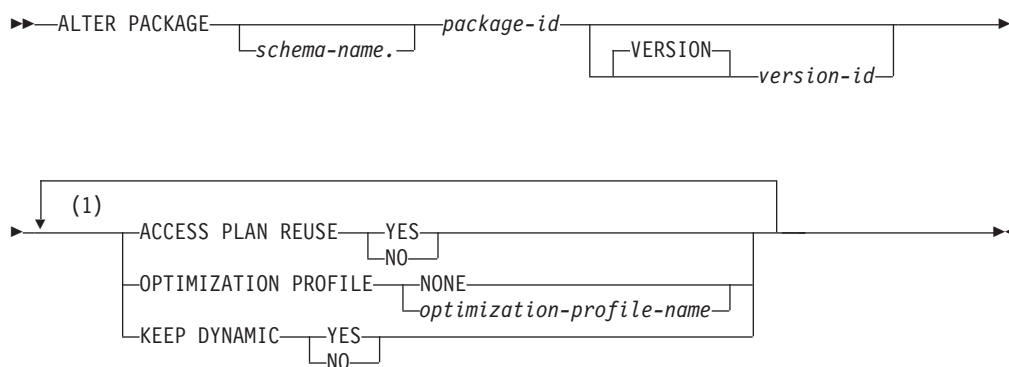 ALTER PACKAGE schema-name. package-id VERSION version-id
(1)
ACCESS PLAN REUSE YES
NO
OPTIMIZATION PROFILE NONE
optimization-profile-name
KEEP DYNAMIC YES
NO